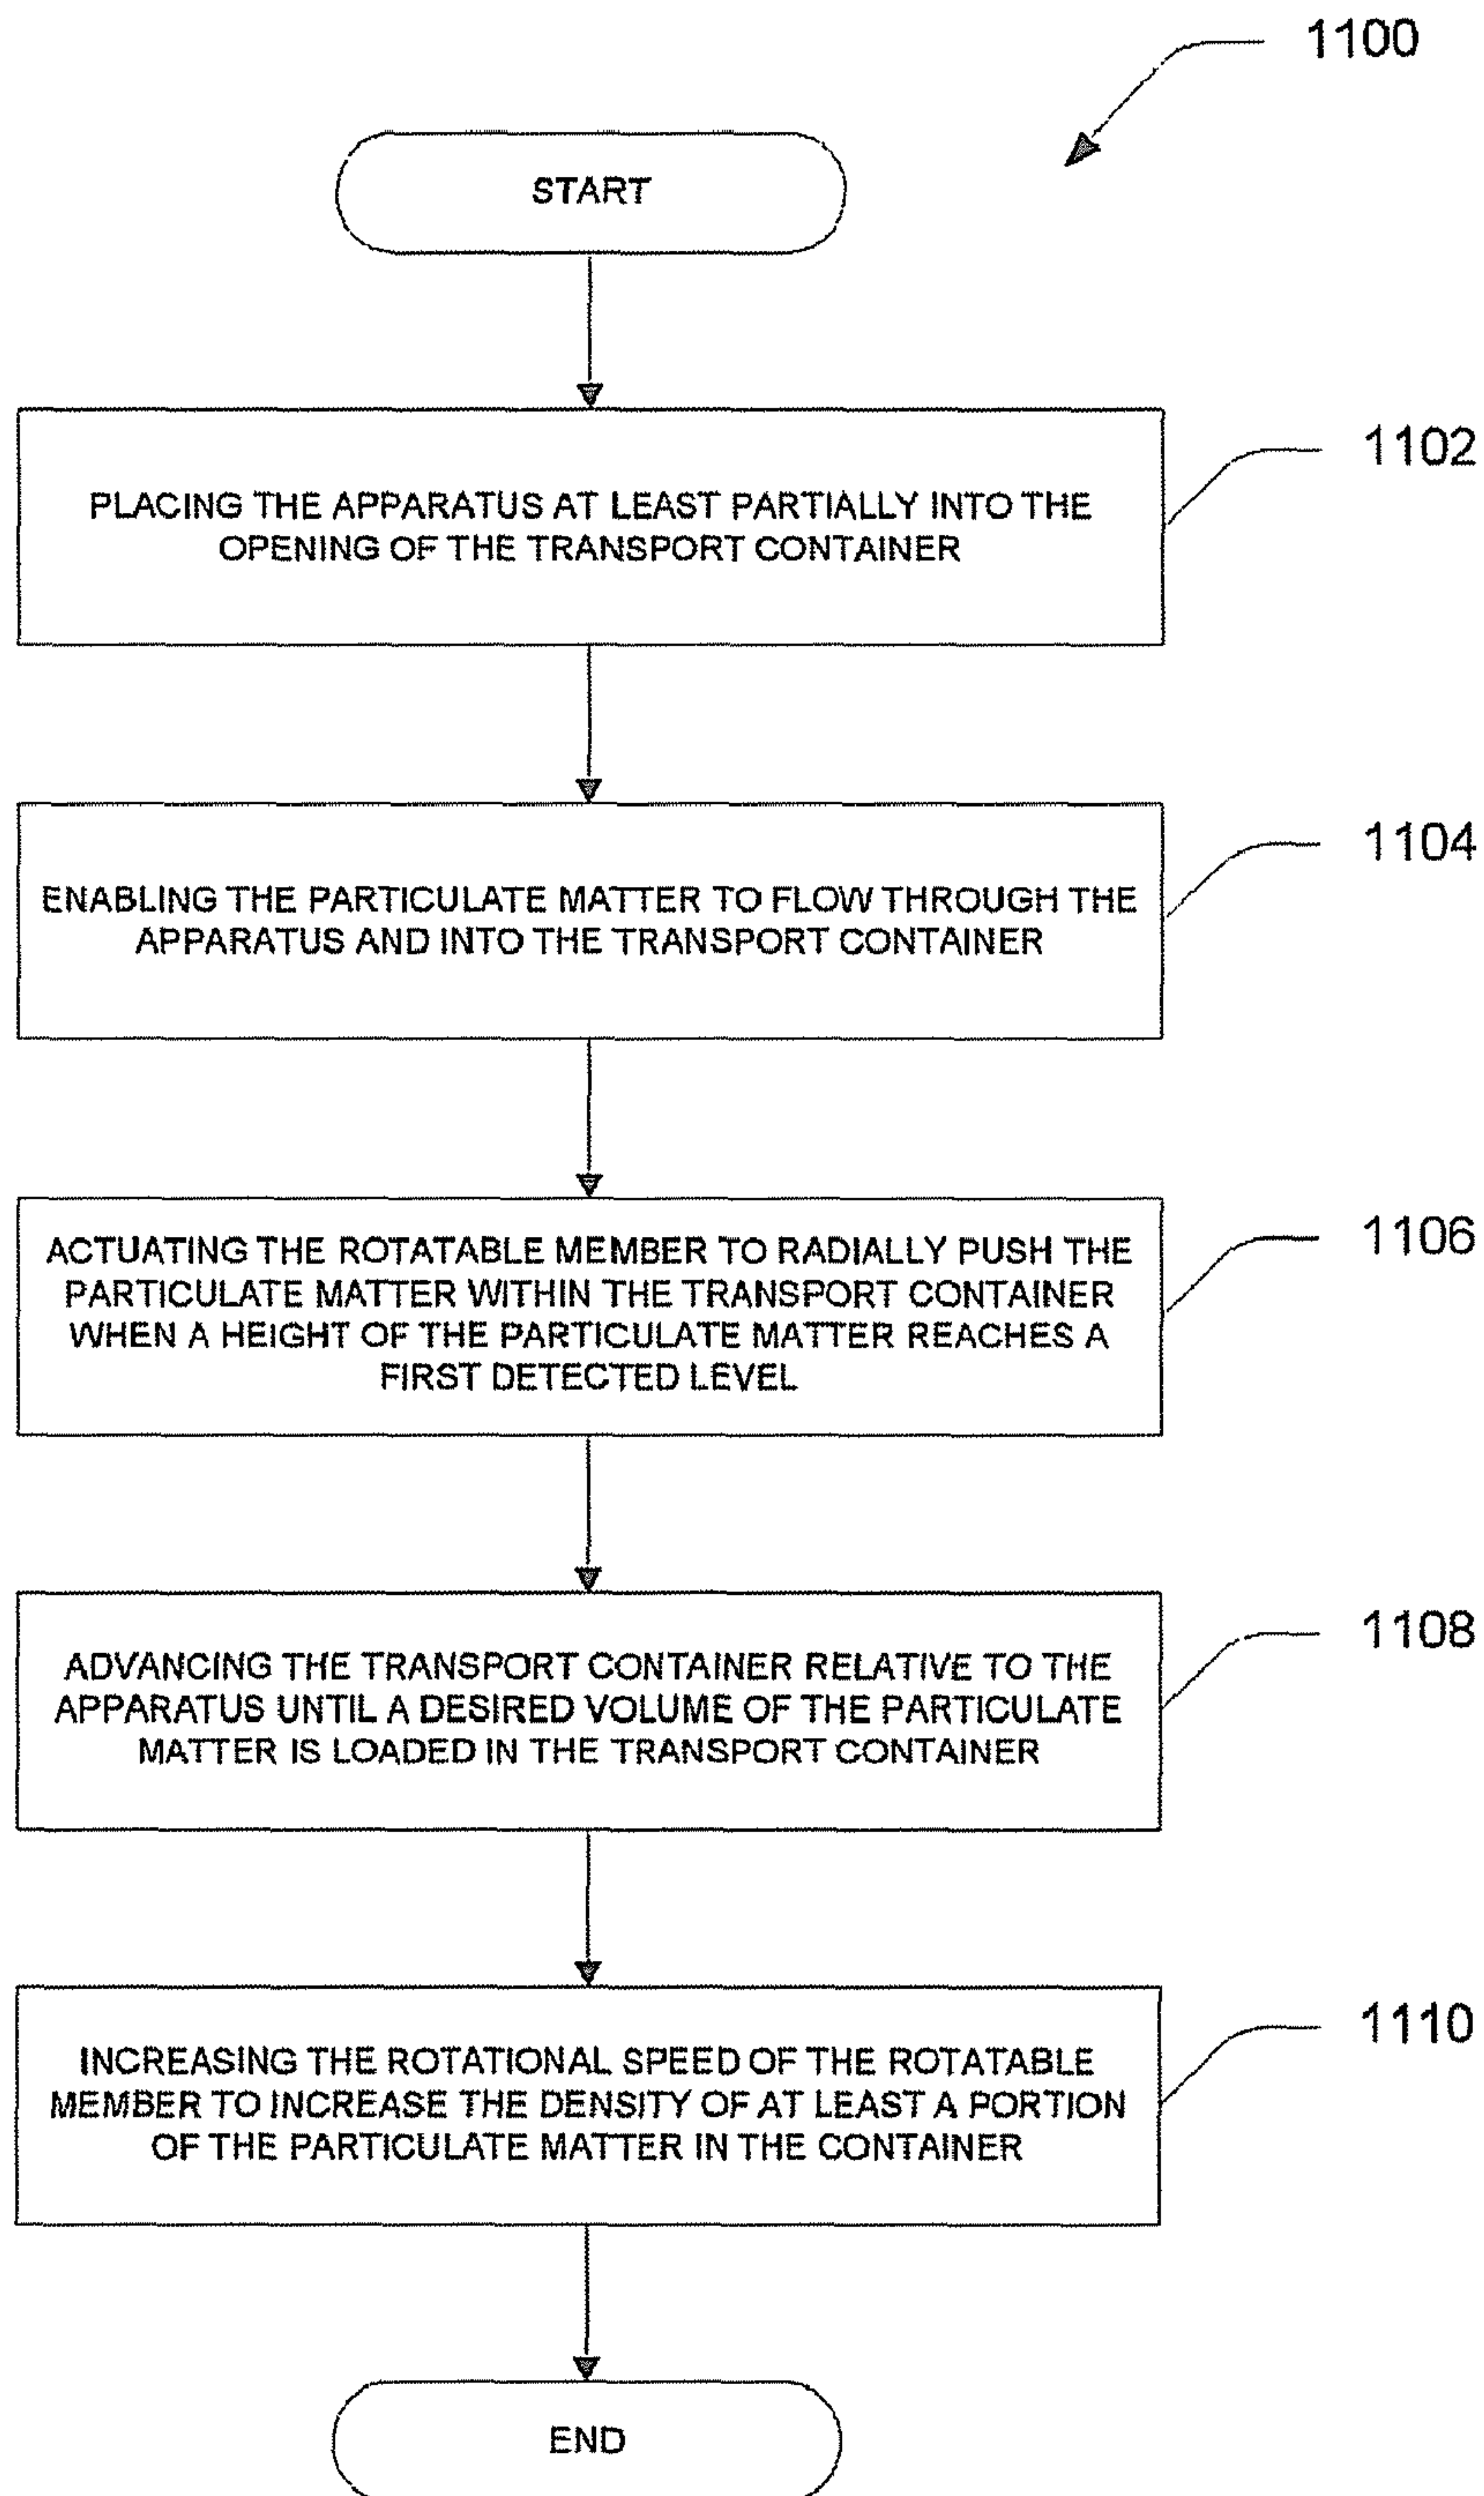 1100
START
1102
PLACING THE APPARATUS AT LEAST PARTIALLY INTO THE
OPENING OF THE TRANSPORT CONTAINER
1104
ENABLING THE PARTICULATE MATTER TO FLOW THROUGH THE
APPARATUS AND INTO THE TRANSPORT CONTAINER
1106
ACTUATING THE ROTATABLE MEMBER TO RADIALLY PUSH THE
PARTICULATE MATTER WITHIN THE TRANSPORT CONTAINER
WHEN A HEIGHT OF THE PARTICULATE MATTER REACHES A
FIRST DETECTED LEVEL
1108
ADVANCING THE TRANSPORT CONTAINER RELATIVE TO THE
APPARATUS UNTIL A DESIRED VOLUME OF THE PARTICULATE
MATTER IS LOADED IN THE TRANSPORT CONTAINER
1110
INCREASING THE ROTATIONAL SPEED OF THE ROTATABLE
MEMBER TO INCREASE THE DENSITY OF AT LEAST A PORTION
OF THE PARTICULATE MATTER IN THE CONTAINER
END